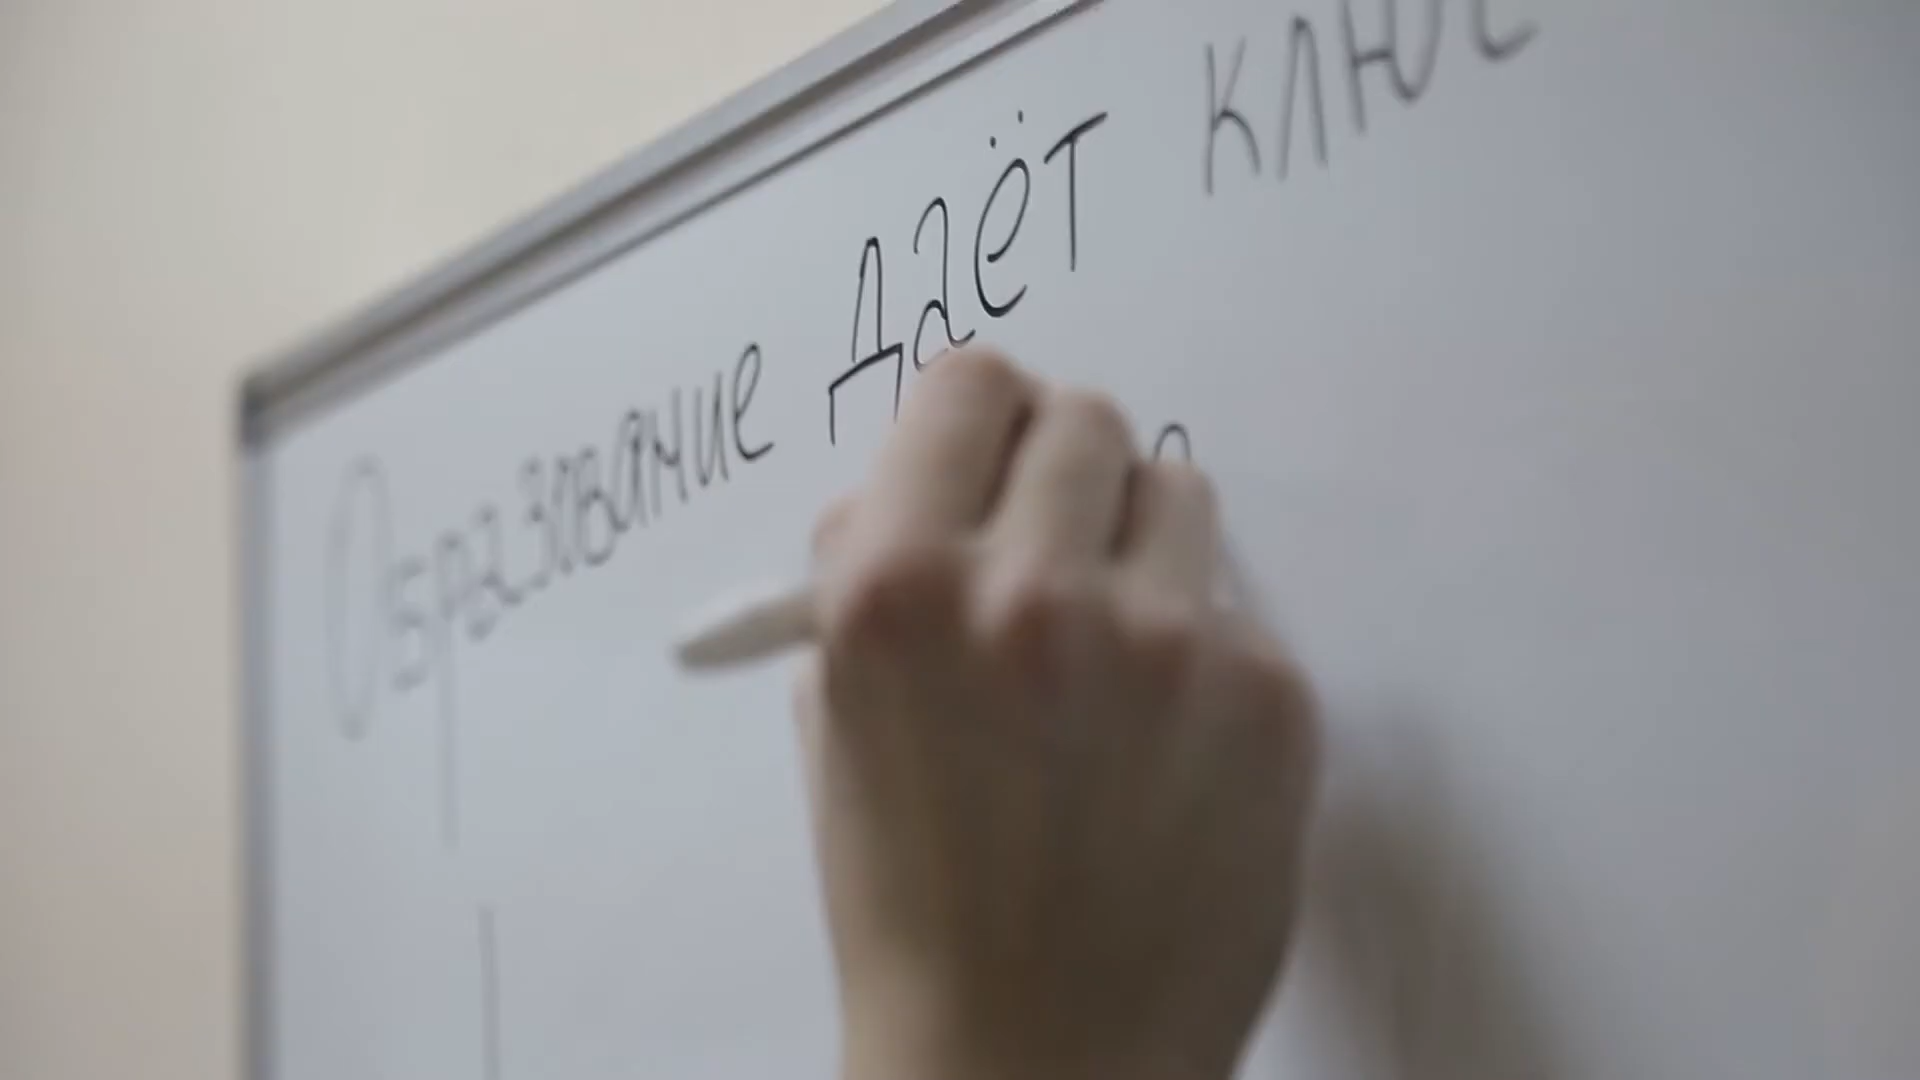 Образование даёт ключ